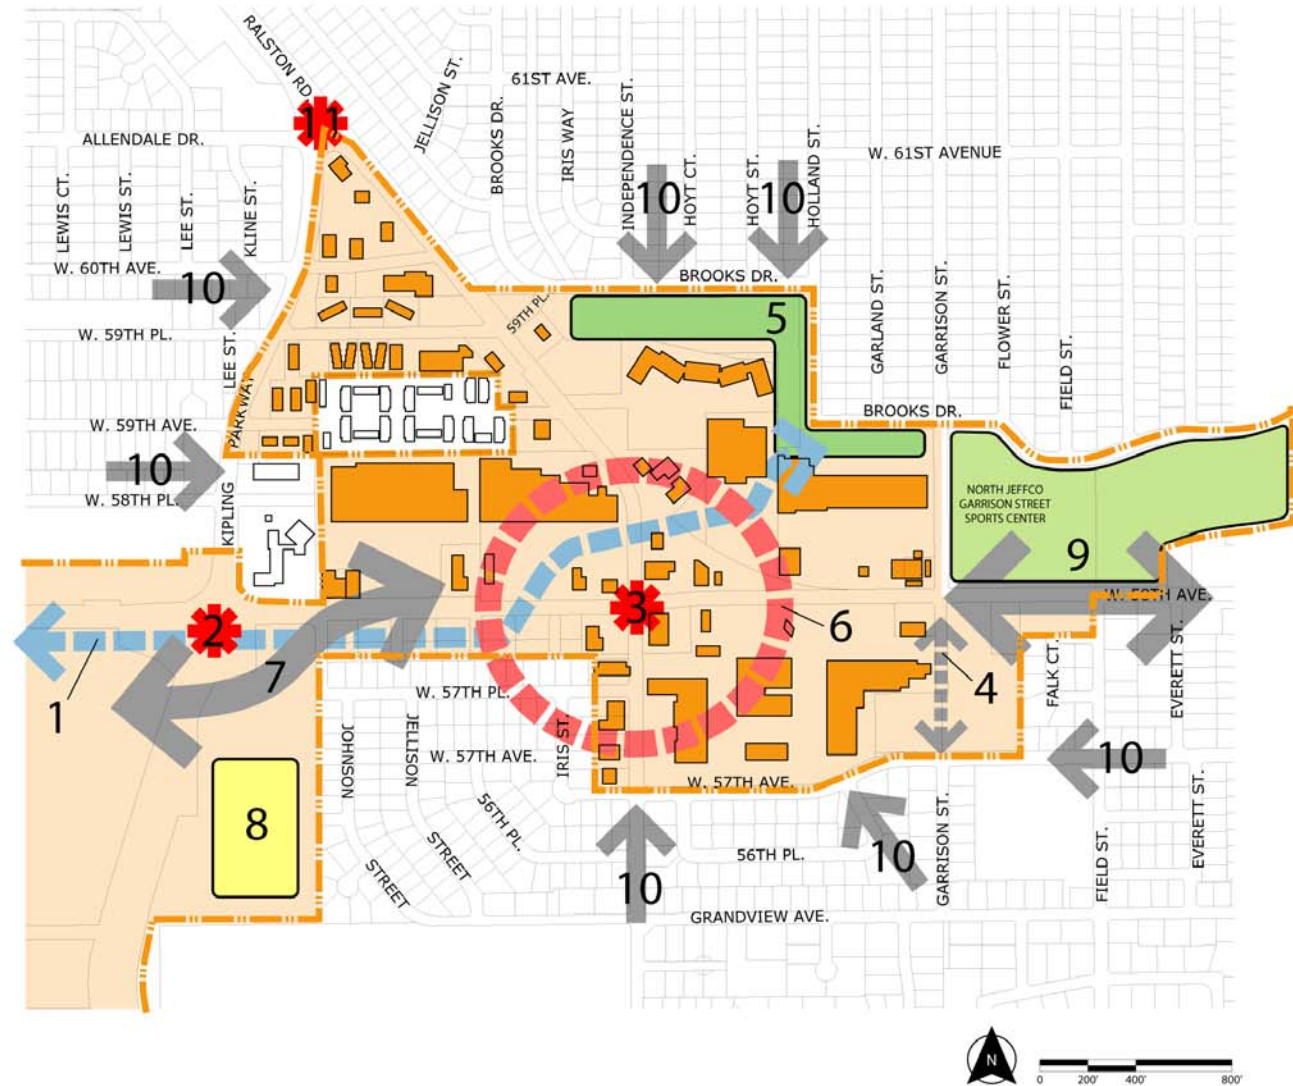 RALSTON RD.
11
ALLENDALE DR.
JELLISON ST.
61ST AVE.
BROOKS DR.
IRIS WAY
INDEPENDENCE ST.
HOYT CT.
HOYT ST.
HOLLAND ST.
W. 61ST AVENUE
LEWIS CT.
LEWIS ST.
LEE ST.
KLINE ST.
10
10
W. 60TH AVE.
10
BROOKS DR.
59TH PL.
5
GARLAND ST.
GARRISON ST.
FLOWER ST.
FIELD ST.
W. 59TH PL.
LEE ST.
PARKWAY
BROOKS DR.
W. 59TH AVE.
10
W. 58TH PL.
KIPLING
NORTH JEFFCO
GARRISON STREET
SPORTS CENTER
9
W. 58TH AVE.
2
3
6
1
7
4
W. 57TH PL.
FALK CT.
EVERETT ST.
JOHNSON
JELLISON
W. 57TH AVE.
IRIS ST.
W. 57TH AVE.
10
8
56TH PL.
STREET
STREET
10
56TH PL.
10
GARRISON ST.
FIELD ST.
EVERETT ST.
GRANDVIEW AVE.
N
0
200'
400'
800'